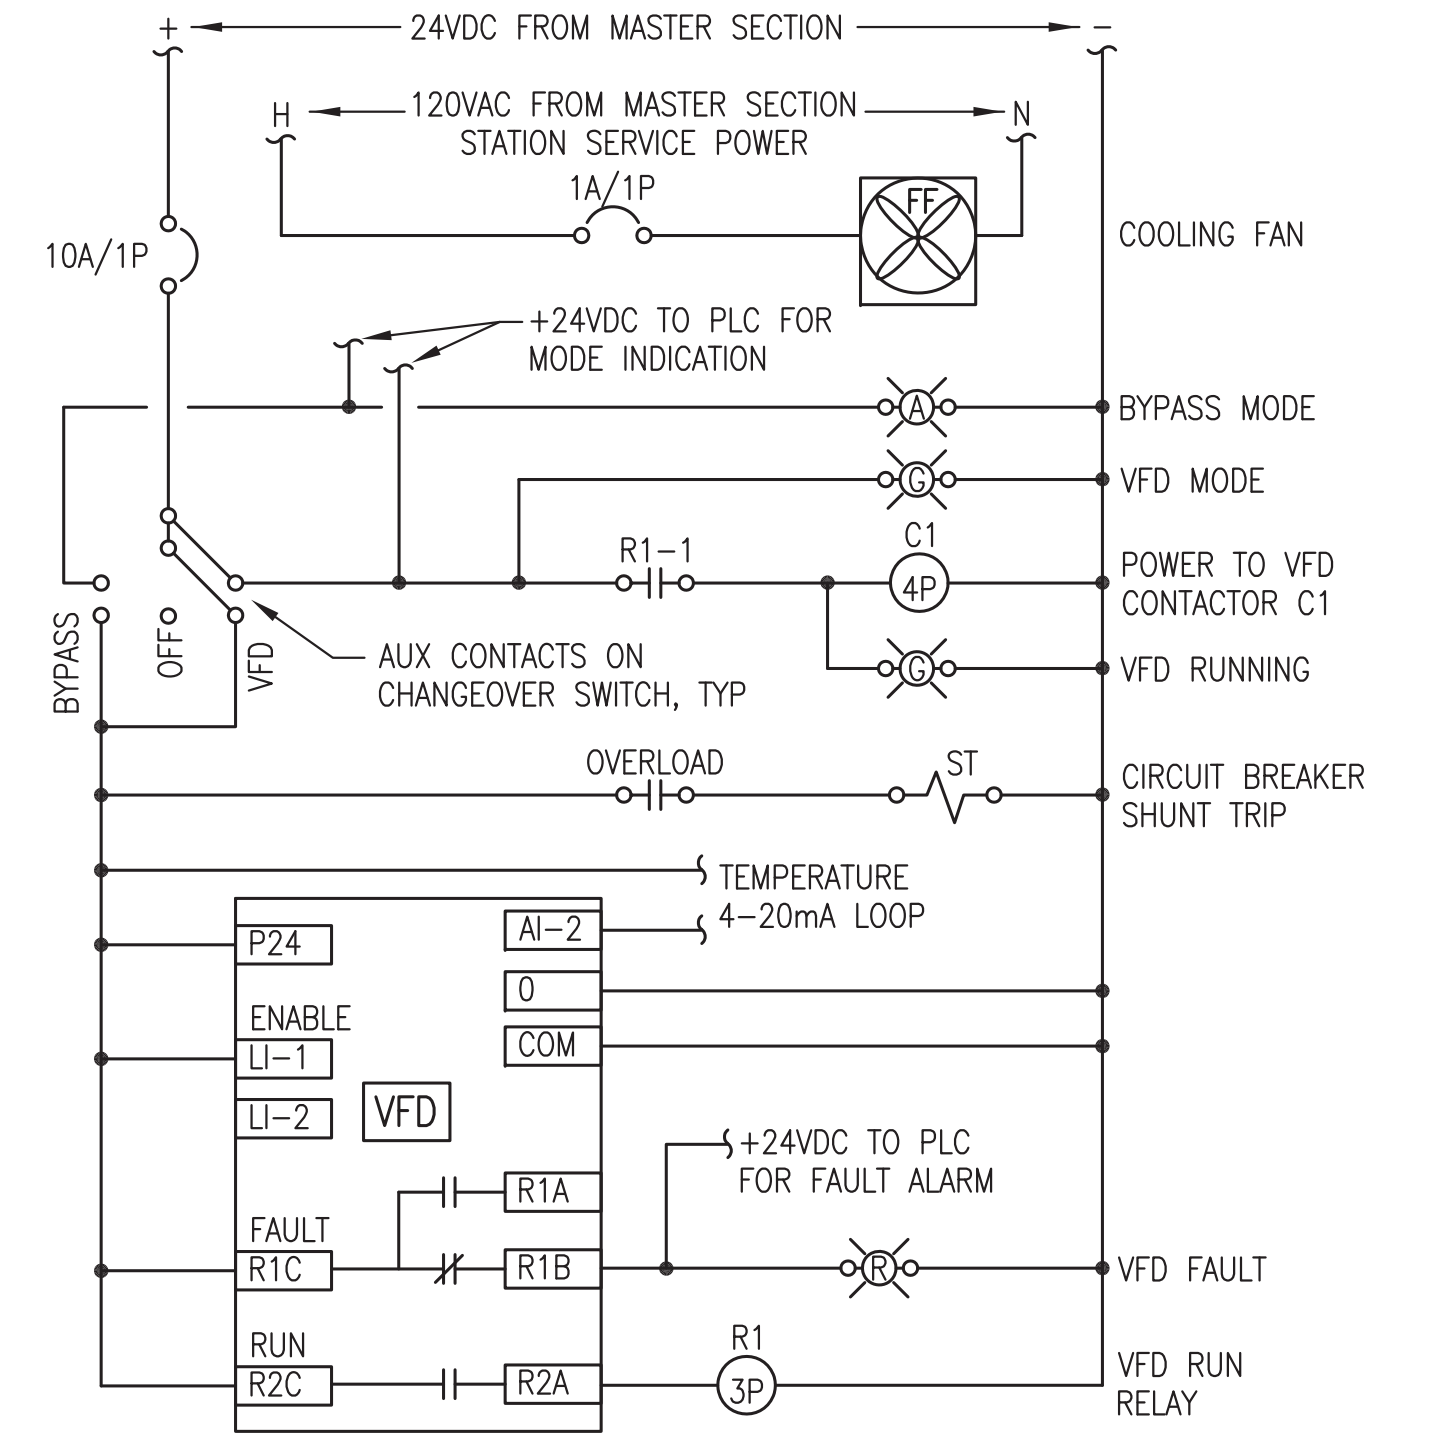 + 24VDC FROM MASTER SECTION -
H 120VAC FROM MASTER SECTION N
STATION SERVICE POWER
1A/1P
FF
10A/1P
COOLING FAN
+24VDC TO PLC FOR
MODE INDICATION
A
BYPASS MODE
G
VFD MODE
R1-1
C1
4P
POWER TO VFD
CONTACTOR C1
BYPASS
OFF
VFD
AUX CONTACTS ON
CHANGEOVER SWITCH, TYP
G
VFD RUNNING
OVERLOAD
ST
CIRCUIT BREAKER
SHUNT TRIP
TEMPERATURE
4-20mA LOOP
P24
AI-2
0
ENABLE
LI-1
COM
LI-2
VFD
+24VDC TO PLC
FOR FAULT ALARM
R1A
FAULT
R1C
R1B
R
VFD FAULT
RUN
R2C
R2A
R1
3P
VFD RUN
RELAY